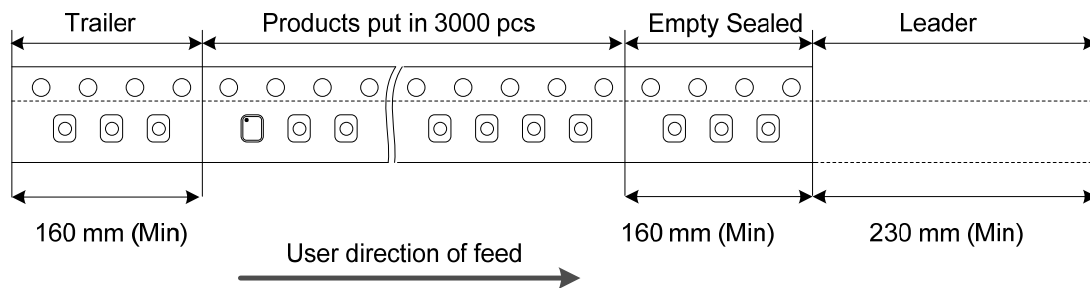 Trailer
Products put in 3000 pcs
Empty Sealed
Leader
160 mm (Min)
160 mm (Min)
230 mm (Min)
User direction of feed